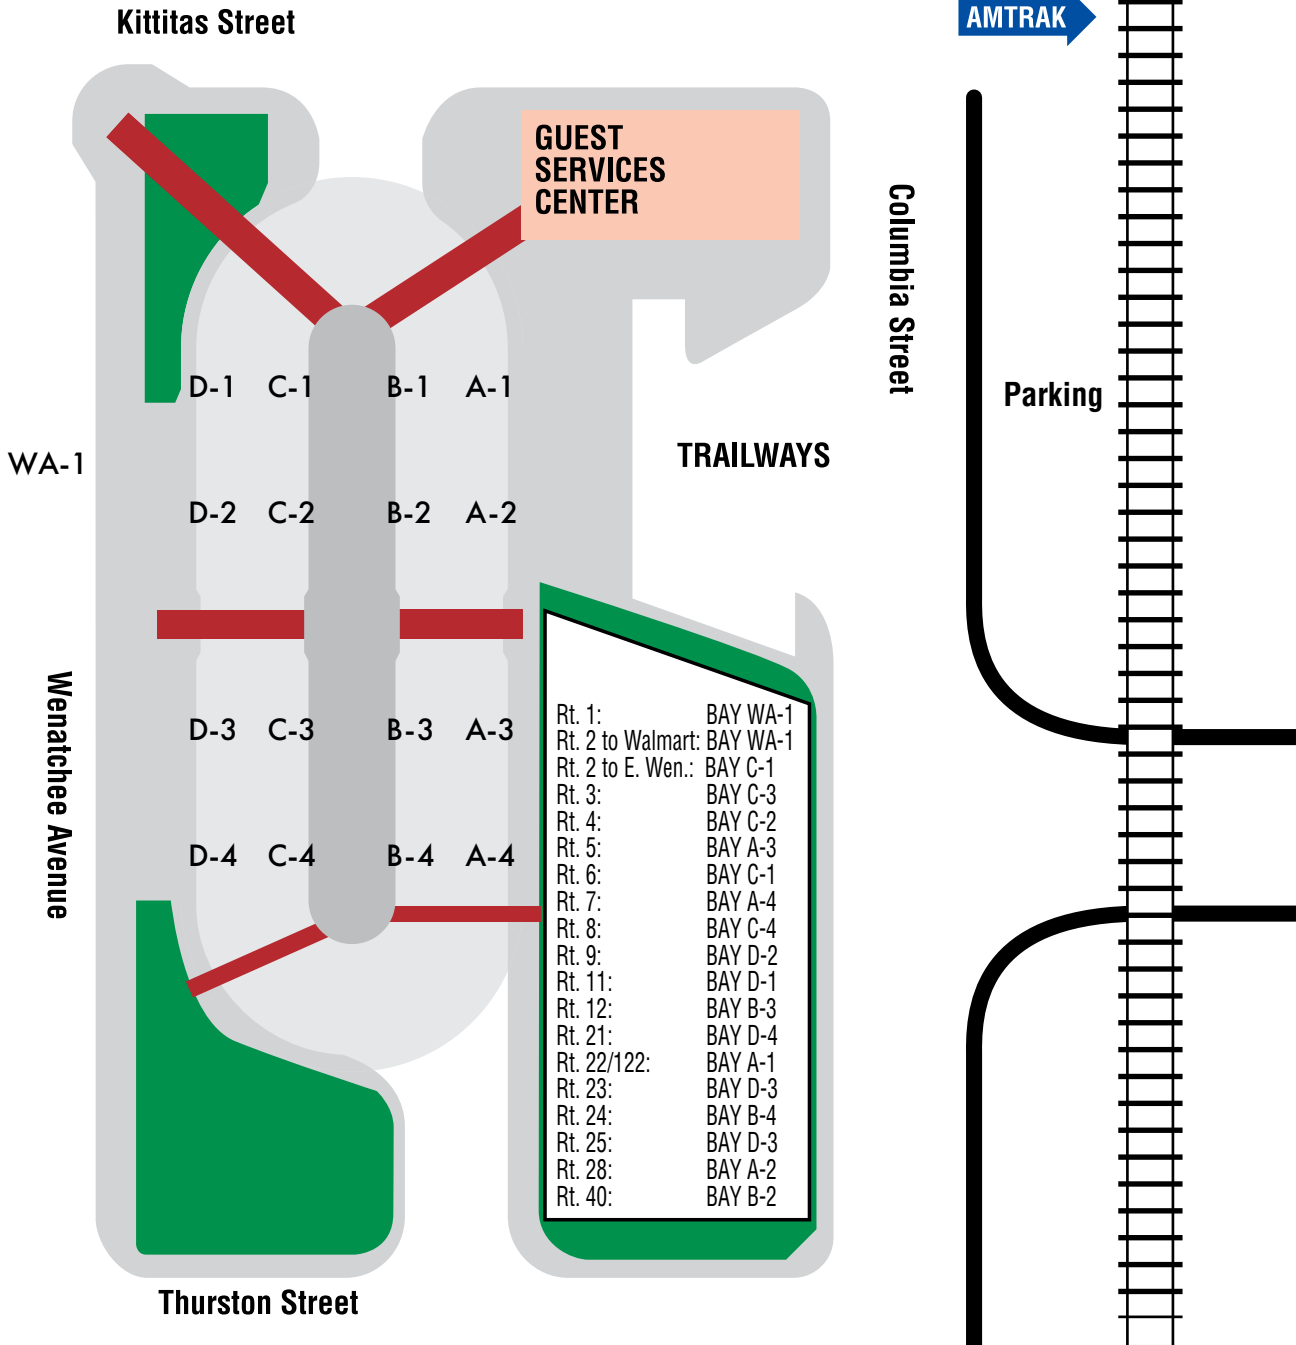 Kittitas Street
AMTRAK
GUEST
SERVICES
CENTER
Columbia Street
D-1 C-1 B-1 A-1
Parking
TRAILWAYS
WA-1
D-2 C-2 B-2 A-2
Wenatchee Avenue
D-3 C-3 B-3 A-3
D-4 C-4 B-4 A-4
Rt. 1: BAY WA-1
Rt. 2 to Walmart: BAY WA-1
Rt. 2 to E. Wen.: BAY C-1
Rt. 3: BAY C-3
Rt. 4: BAY C-2
Rt. 5: BAY A-3
Rt. 6: BAY C-1
Rt. 7: BAY A-4
Rt. 8: BAY C-4
Rt. 9: BAY D-2
Rt. 11: BAY D-1
Rt. 12: BAY B-3
Rt. 21: BAY D-4
Rt. 22/122: BAY A-1
Rt. 23: BAY D-3
Rt. 24: BAY B-4
Rt. 25: BAY D-3
Rt. 28: BAY A-2
Rt. 40: BAY B-2
Thurston Street